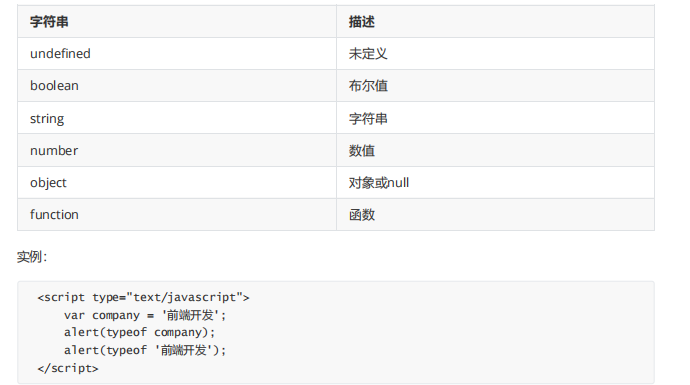 字符串 描述
undefined 未定义
boolean 布尔值
string 字符串
number 数值
object 对象或null
function 函数
实例：
<script type="text/javascript">
    var company = '前端开发';
    alert(typeof company);
    alert(typeof '前端开发');
</script>